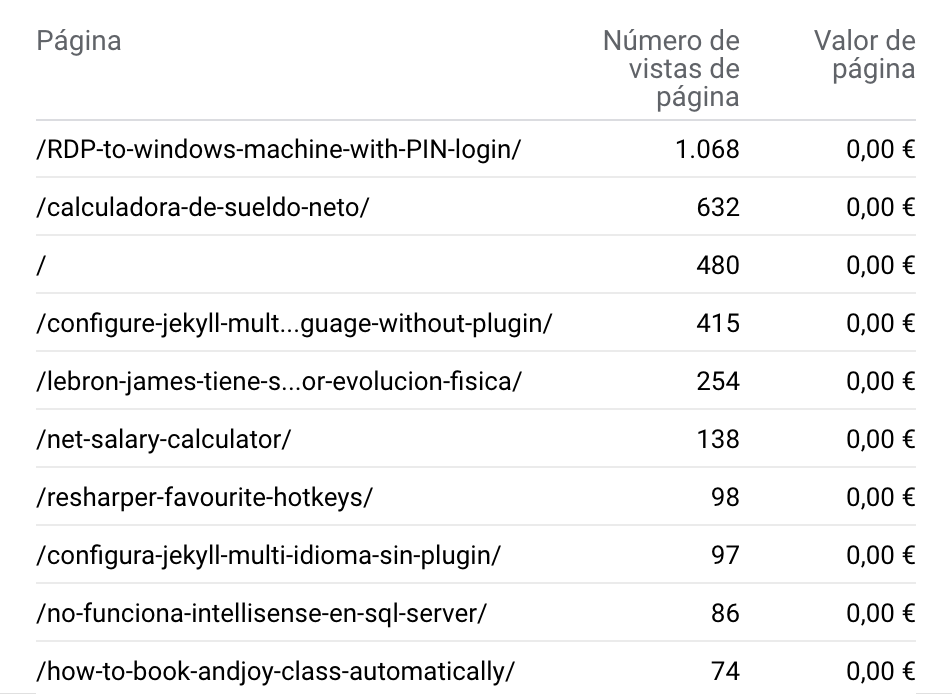 Página Número de Valor de
vistas de página
página
/RDP-to-windows-machine-with-PIN-login/ 1.068 0,00 €
/calculadora-de-sueldo-neto/ 632 0,00 €
/ 480 0,00 €
/configure-jekyll-mult...guage-without-plugin/ 415 0,00 €
/lebron-james-tiene-s...or-evolucion-fisica/ 254 0,00 €
/net-salary-calculator/ 138 0,00 €
/resharper-favourite-hotkeys/ 98 0,00 €
/configura-jekyll-multi-idioma-sin-plugin/ 97 0,00 €
/no-funciona-intellisense-en-sql-server/ 86 0,00 €
/how-to-book-andjoy-class-automatically/ 74 0,00 €